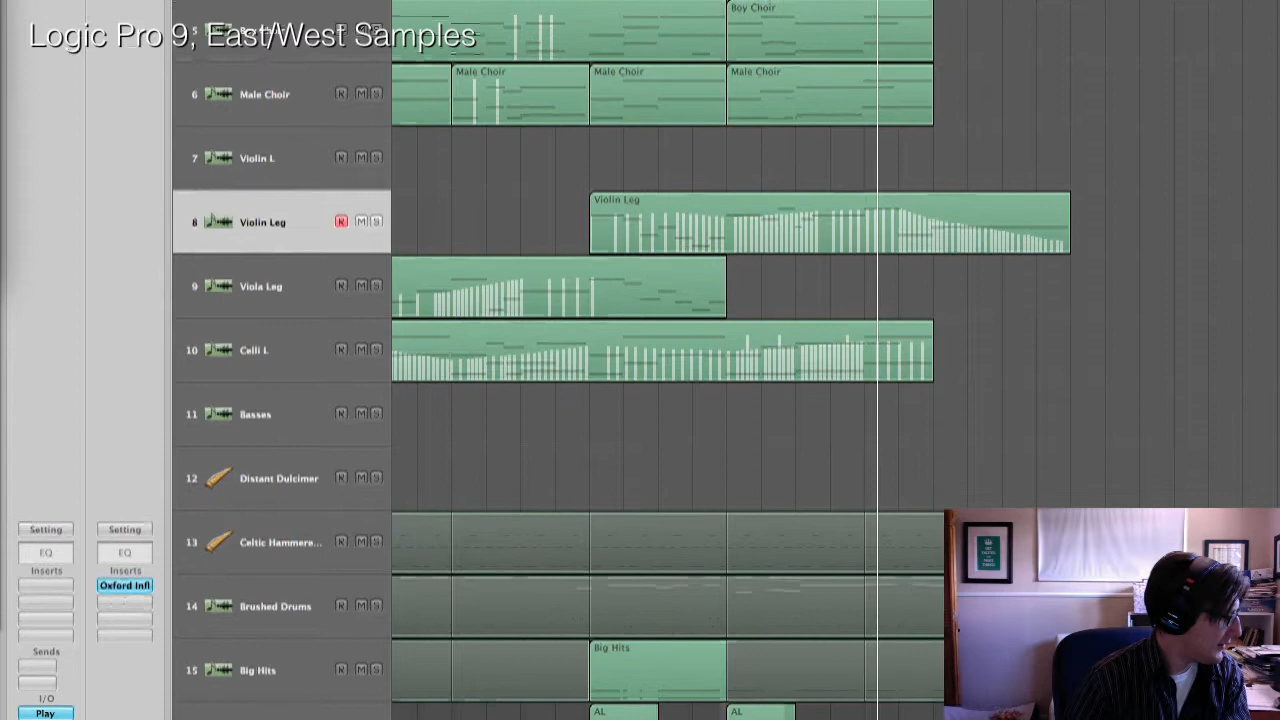 Logic Pro 9, East/West Samples
Boy Choir
6 Male Choir R M S
Male Choir
Male Choir
Male Choir
7 Violin L R M S
8 Violin Leg R M S
Violin Leg
9 Viola Leg R M S
10 Celli L R M S
11 Basses R M S
12 Distant Dulcimer R M S
13 Celtic Hammere... R M S
14 Brushed Drums R M S
15 Big Hits R M S
Big Hits
AL
AL
Setting
Setting
EQ
EQ
Inserts
Inserts
Oxford Infl
Sends
I/O
Play